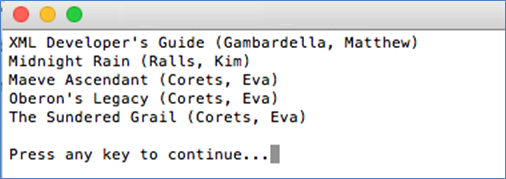 XML Developer's Guide (Gambardella, Matthew)
Midnight Rain (Ralls, Kim)
Maeve Ascendant (Corets, Eva)
Oberon's Legacy (Corets, Eva)
The Sundered Grail (Corets, Eva)
Press any key to continue...